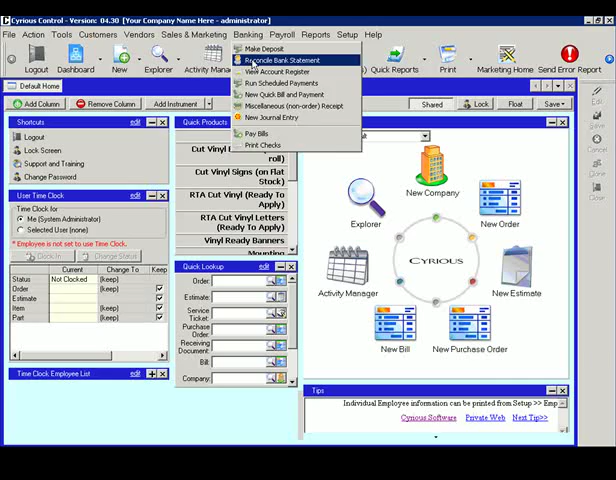 Cyrious Control - Version: 04.30 [Your Company Name Here - administrator]
File Action Tools Customers Vendors Sales & Marketing Banking Payroll Reports Setup Help
Logout Dashboard New Explorer Activity Mana Quick Reports Print Marketing Home Send Error Report
Make Deposit
Reconcile Bank Statement
View Account Register
Run Scheduled Payments
New Quick Bill and Payment
Miscellaneous (non-order) Receipt
New Journal Entry
Pay Bills
Print Checks
Default Home
Add Column Remove Column Add Instrument Shared Lock Float Save
Edit
Save
Cancel
Close
Shortcuts edit
Logout
Lock Screen
Support and Training
Change Password
User Time Clock edit
Time Clock for
Me (System Administrator)
Selected User (none)
* Employee is not set to use Time Clock.
Clock In Change Status
Current Change To Keep
Status Not Clocked (keep)
Order (keep)
Estimate (keep)
Item (keep)
Part (keep)
Time Clock Employee List edit
Quick Products
roll)
Cut Vinyl Signs (on Flat
Stock)
RTA Cut Vinyl (Ready To
Apply)
RTA Cut Vinyl Letters
(Ready To Apply)
Vinyl Ready Banners
Mounting
Quick Lookup edit
Order:
Estimate:
Service
Ticket:
Purchase
Order:
Receiving
Document:
Bill:
Company:
New Company
Explorer
New Order
CYRIOUS
Activity Manager
New Estimate
New Bill
New Purchase Order
Tips
Individual Employee information can be printed from Setup >> Emp
Cyrious Software Private Web Next Tip>>